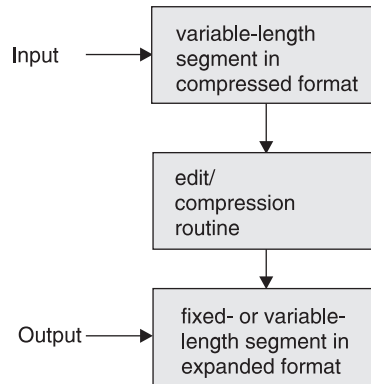 Input
variable-length
segment in
compressed format
edit/
compression
routine
Output
fixed- or variable-
length segment in
expanded format